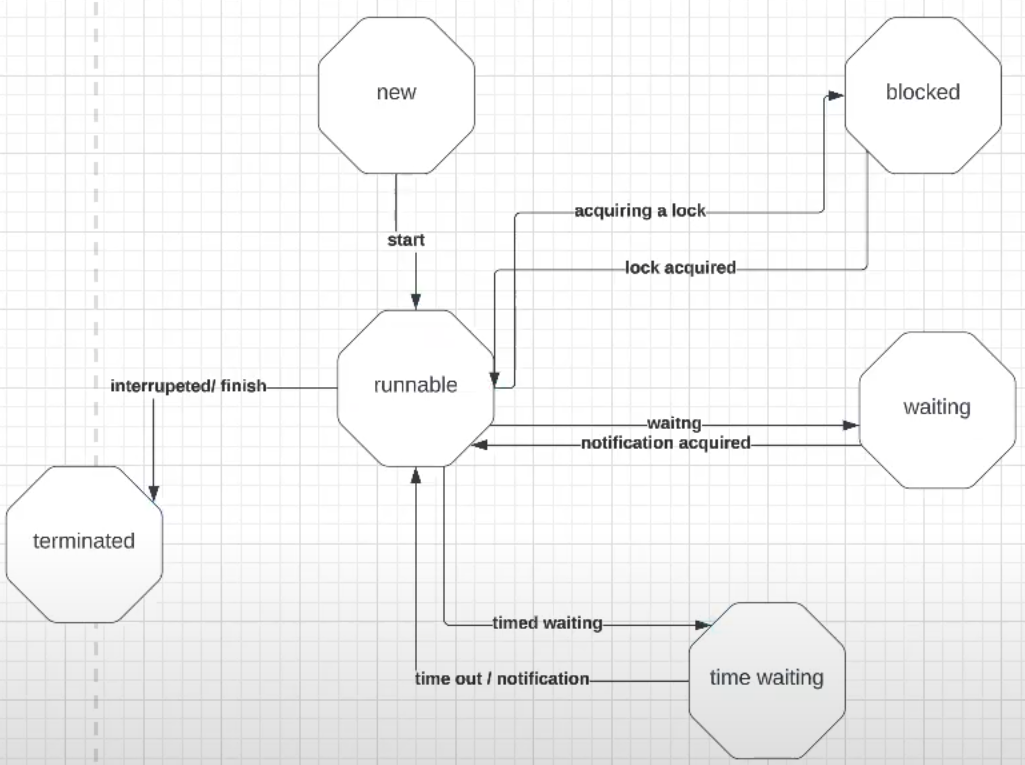 new
blocked
acquiring a lock
start
lock acquired
interrupeted/ finish
runnable
waiting
waitng
notification acquired
terminated
timed waiting
time out / notification
time waiting